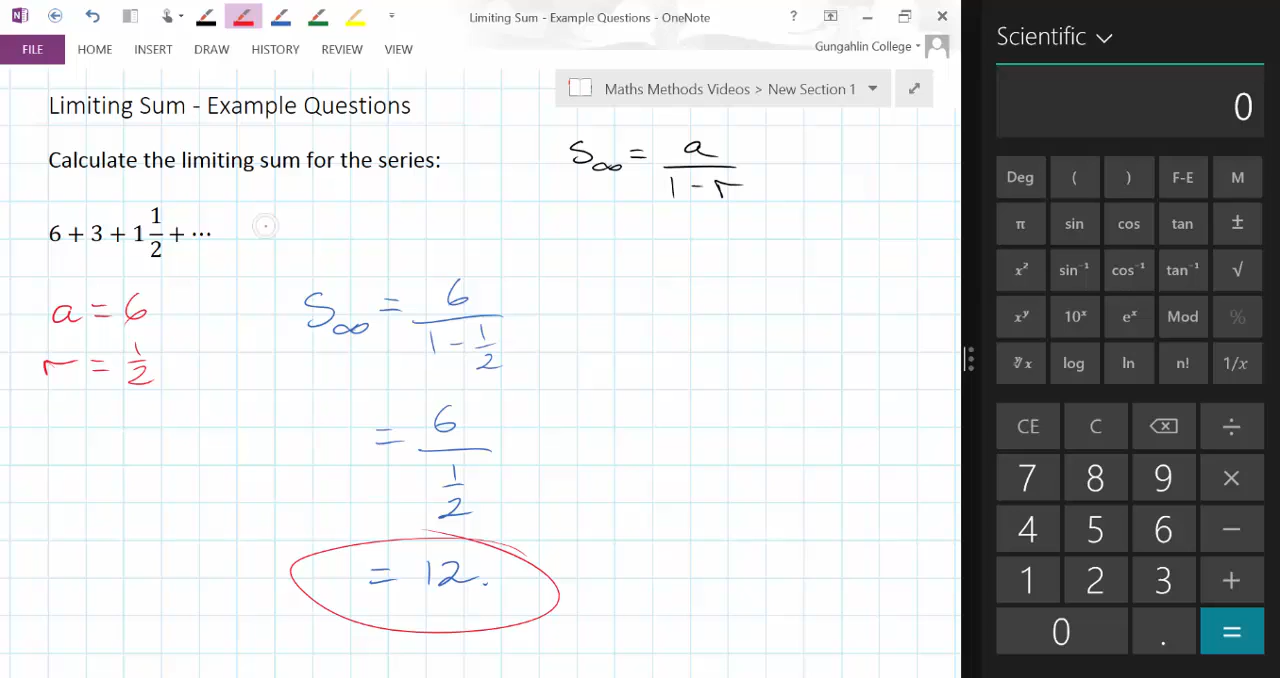 Limiting Sum - Example Questions - OneNote
?
FILE HOME INSERT DRAW HISTORY REVIEW VIEW
Gungahlin College
Maths Methods Videos > New Section 1
Limiting Sum - Example Questions
Calculate the limiting sum for the series:
S∞ = a/(1 - r)
6 + 3 + 1 1/2 + ⋯
a = 6
r = 1/2
S∞ = 6/(1 - 1/2)
= 6/(1/2)
= 12.
Scientific
0
Deg ( ) F-E M
π sin cos tan ±
x² sin⁻¹ cos⁻¹ tan⁻¹ √
xʸ 10ˣ eˣ Mod %
ʸ√x log ln n! 1/x
CE C ÷
7 8 9 ×
4 5 6 −
1 2 3 +
0 . =